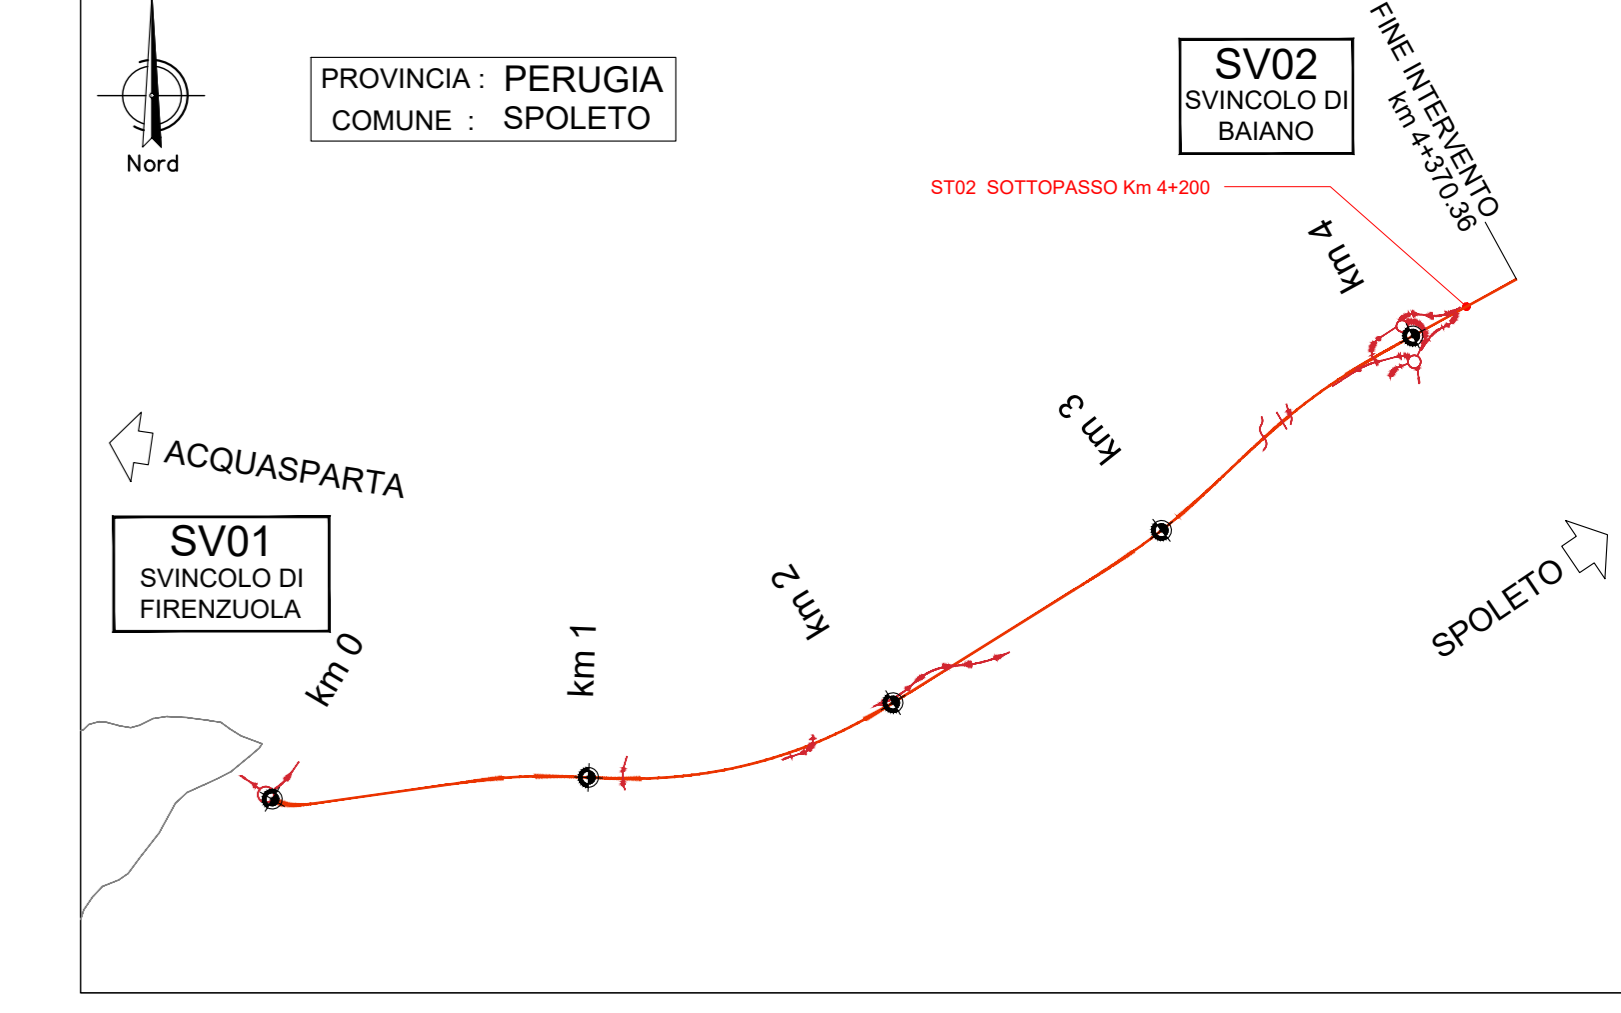 Nord
PROVINCIA : PERUGIA
COMUNE : SPOLETO
SV02
SVINCOLO DI
BAIANO
FINE INTERVENTO
km 4+370.36
ST02 SOTTOPASSO Km 4+200
km 4
km 3
ACQUASPARTA
SV01
SVINCOLO DI
FIRENZUOLA
km 2
SPOLETO
km 1
km 0